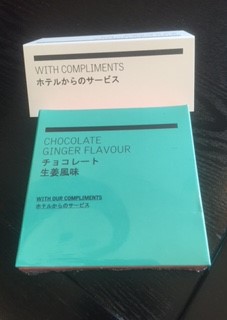 WITH COMPLIMENTS
ホテルからのサービス
CHOCOLATE
GINGER FLAVOUR
チョコレート
生姜風味
WITH OUR COMPLIMENTS
ホテルからのサービス